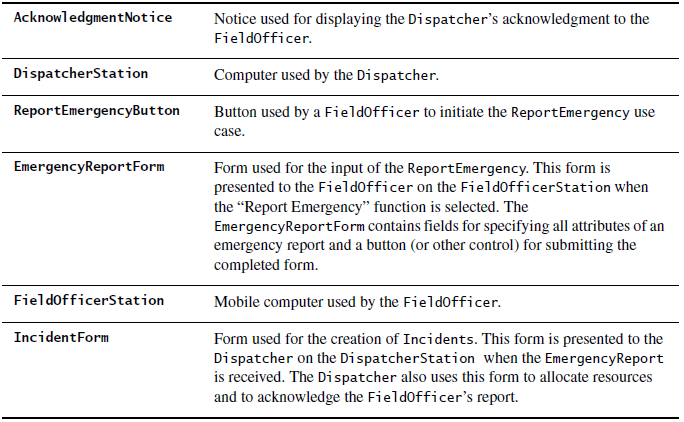 AcknowledgmentNotice Notice used for displaying the Dispatcher’s acknowledgment to the
FieldOfficer.
DispatcherStation Computer used by the Dispatcher.
ReportEmergencyButton Button used by a FieldOfficer to initiate the ReportEmergency use
case.
EmergencyReportForm Form used for the input of the ReportEmergency. This form is
presented to the FieldOfficer on the FieldOfficerStation when
the “Report Emergency” function is selected. The
EmergencyReportForm contains fields for specifying all attributes of an
emergency report and a button (or other control) for submitting the
completed form.
FieldOfficerStation Mobile computer used by the FieldOfficer.
IncidentForm Form used for the creation of Incidents. This form is presented to the
Dispatcher on the DispatcherStation when the EmergencyReport
is received. The Dispatcher also uses this form to allocate resources
and to acknowledge the FieldOfficer’s report.